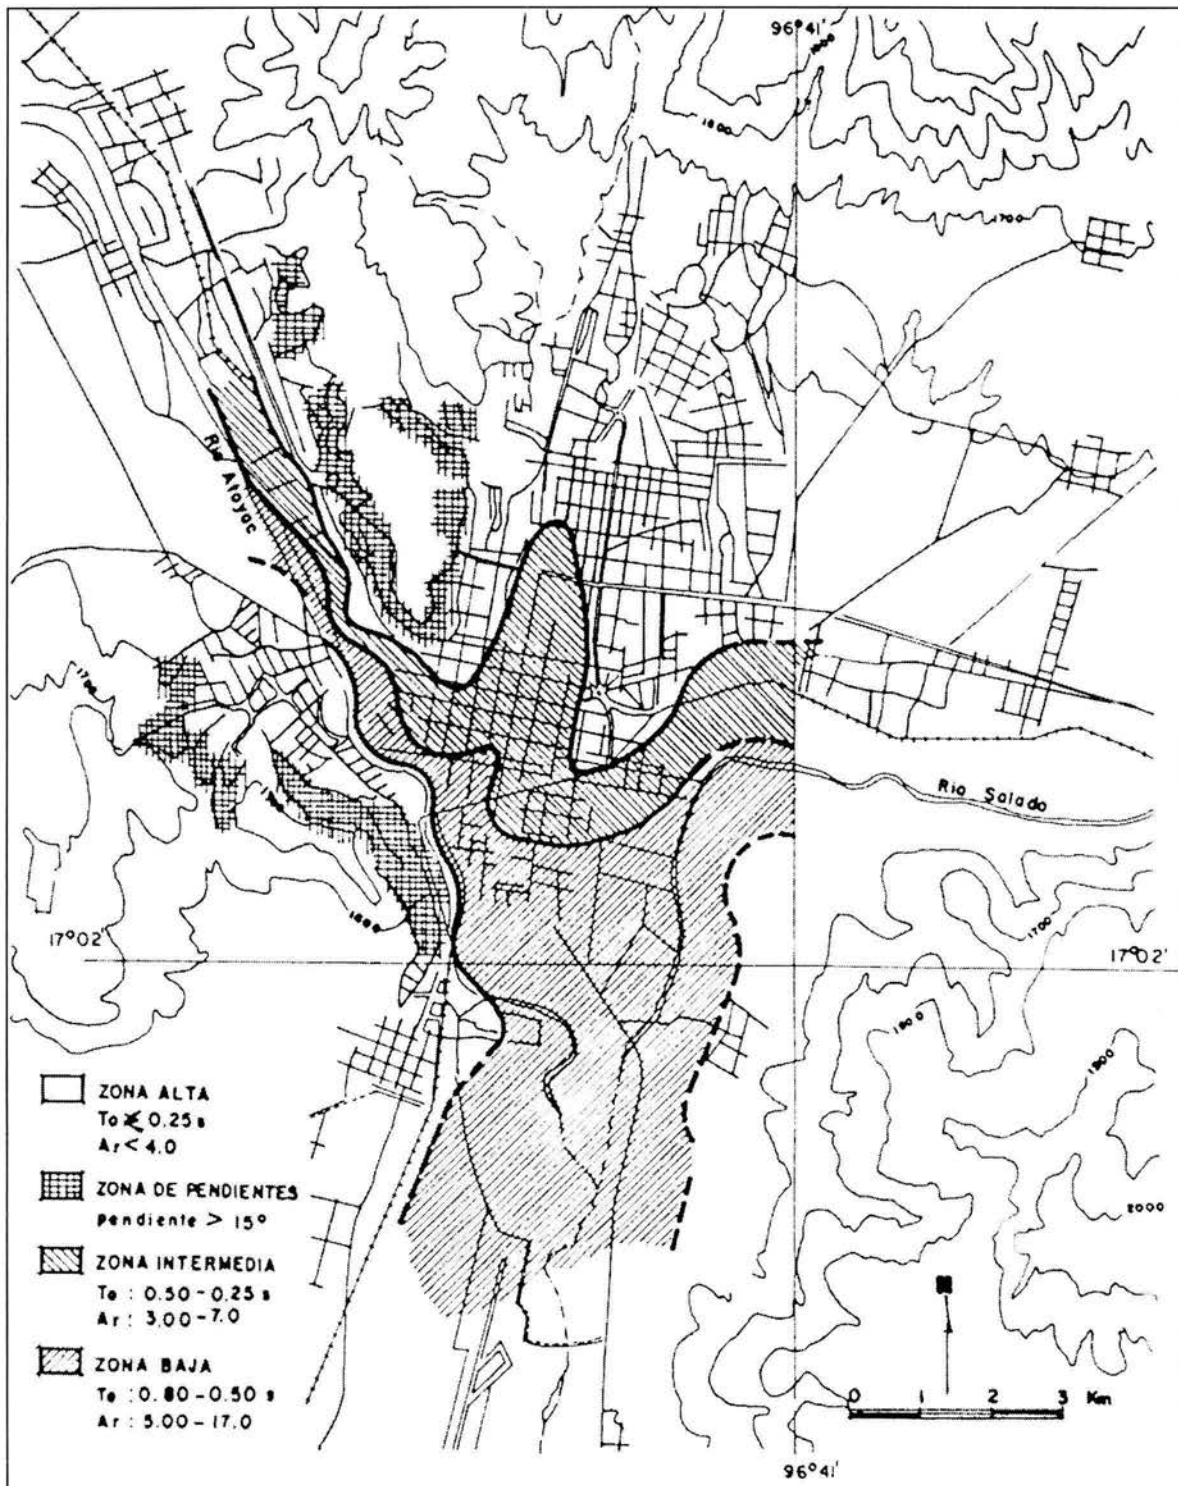 96°41'
1800
1800
1700
Rio Atoyac
1700
Rio Salado
1600
17°02'
1700
17°02'
1800
1900
2000
ZONA ALTA
To ≮ 0.25 s
Ar < 4.0
ZONA DE PENDIENTES
pendiente > 15°
ZONA INTERMEDIA
To : 0.50 - 0.25 s
Ar : 3.00 - 7.0
ZONA BAJA
To : 0.80 - 0.50 s
Ar : 5.00 - 17.0
0 1 2 3 Km
96°41'